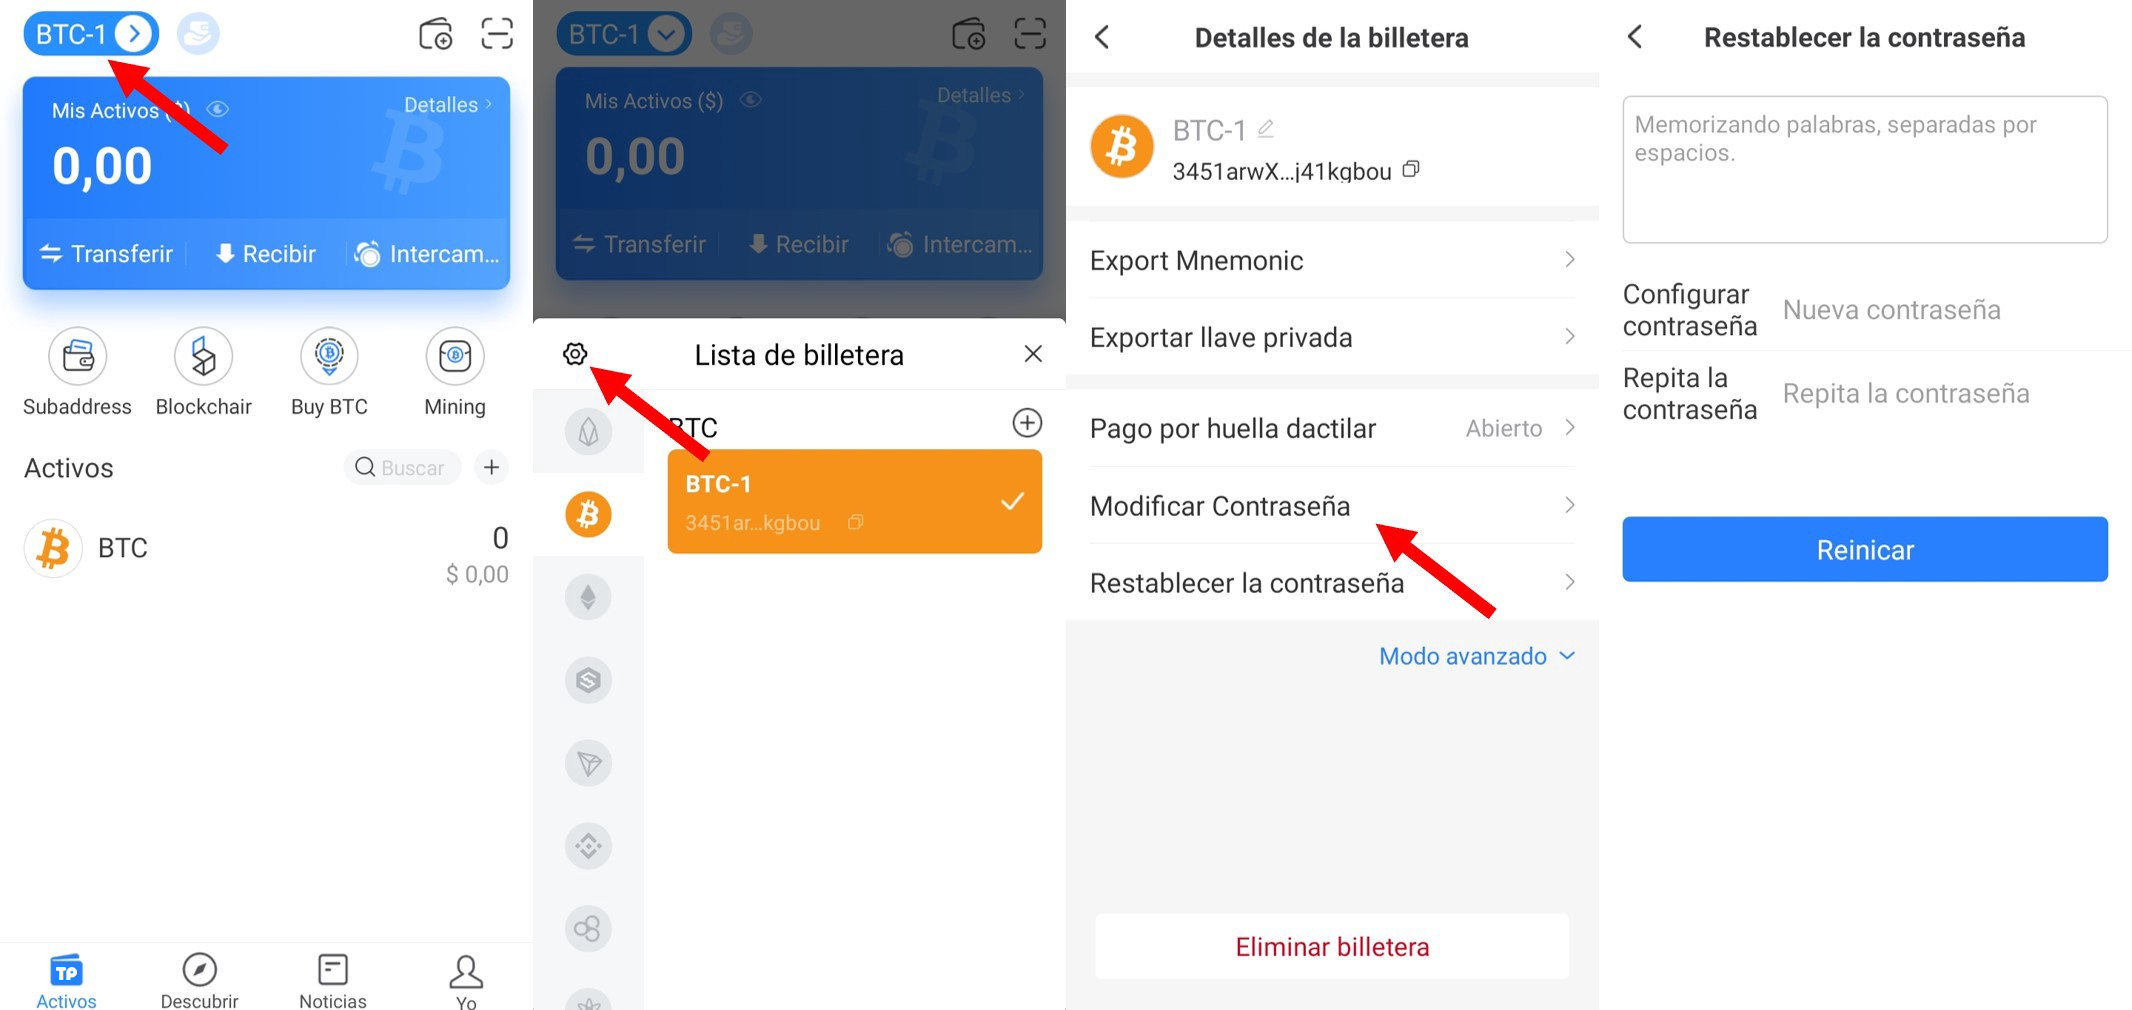 BTC-1
Mis Activos ($)
Detalles
0,00
Transferir
Recibir
Intercam...
Subaddress
Blockchair
Buy BTC
Mining
Activos
Buscar
BTC
0
$ 0,00
TP
Activos
Descubrir
Noticias
Yo
BTC-1
Mis Activos ($)
Detalles
0,00
Transferir
Recibir
Intercam...
Lista de billetera
BTC
BTC-1
3451ar...kgbou
Detalles de la billetera
BTC-1
3451arwX...j41kgbou
Export Mnemonic
Exportar llave privada
Pago por huella dactilar
Abierto
Modificar Contraseña
Restablecer la contraseña
Modo avanzado
Eliminar billetera
Restablecer la contraseña
Memorizando palabras, separadas por
espacios.
Configurar
contraseña
Nueva contraseña
Repita la
contraseña
Repita la contraseña
Reinicar